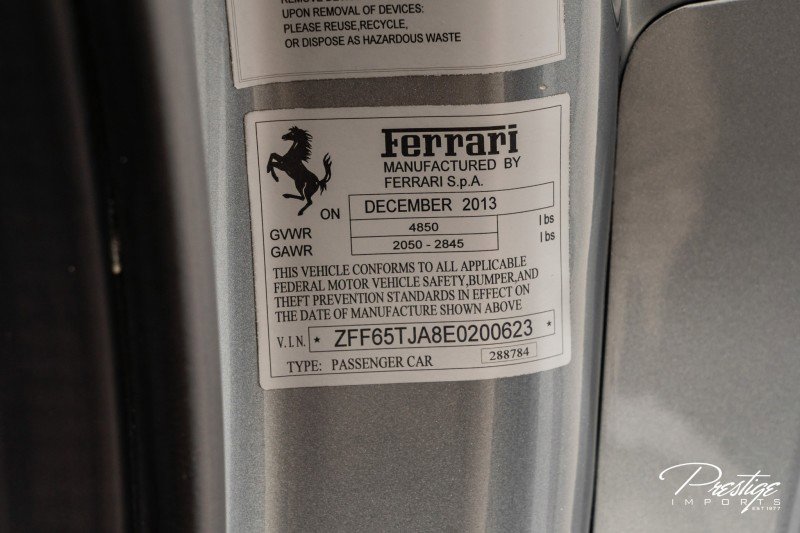 UPON REMOVAL OF DEVICES:
PLEASE REUSE,RECYCLE,
OR DISPOSE AS HAZARDOUS WASTE
Ferrari
MANUFACTURED BY
FERRARI S.p.A.
ON DECEMBER 2013
GVWR 4850 lbs
GAWR 2050 - 2845 lbs
THIS VEHICLE CONFORMS TO ALL APPLICABLE
FEDERAL MOTOR VEHICLE SAFETY,BUMPER,AND
THEFT PREVENTION STANDARDS IN EFFECT ON
THE DATE OF MANUFACTURE SHOWN ABOVE
V.I.N. * ZFF65TJA8E0200623 *
TYPE: PASSENGER CAR 288784
Prestige
IMPORTS
EST 1977